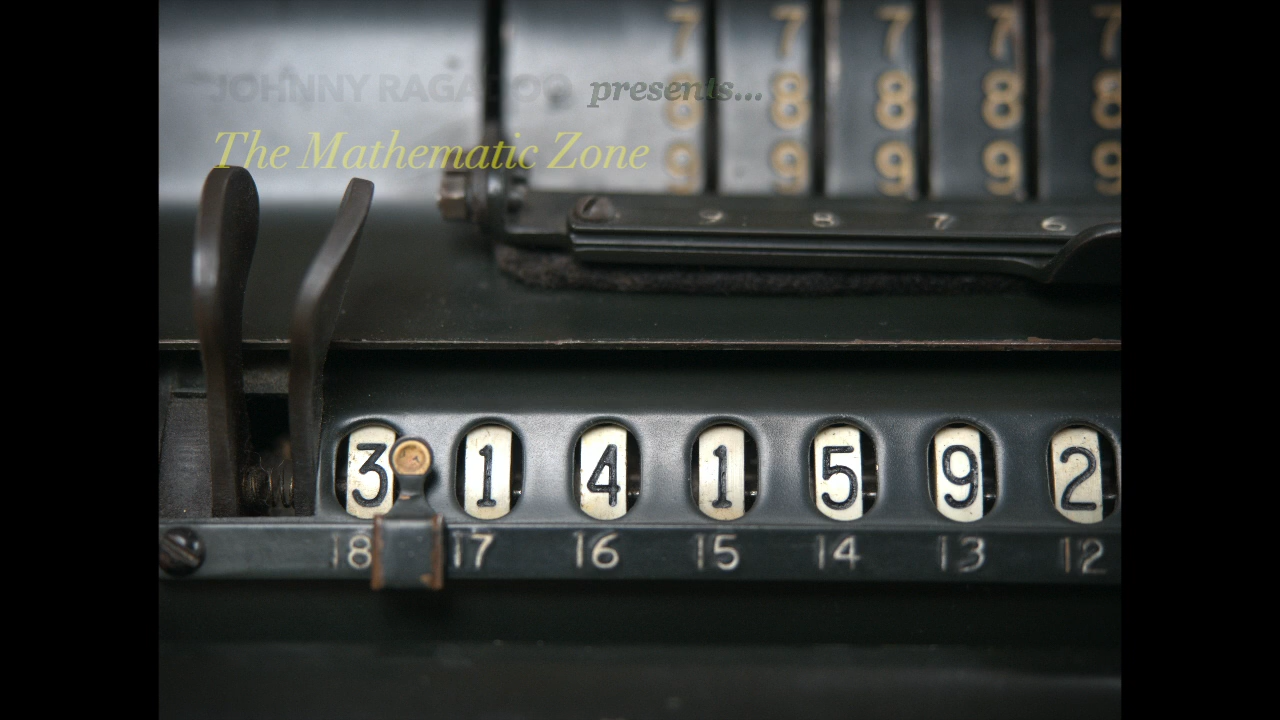 JOHNNY RAGADOO presents...
The Mathematic Zone
7 7 7 7 7
8 8 8 8 8
9 9 9 9 9
9 8 7 6
3 1 4 1 5 9 2
18 17 16 15 14 13 12